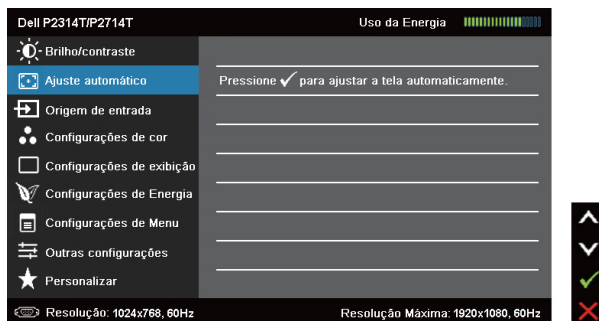 Dell P2314T/P2714T Uso da Energia
Brilho/contraste
Ajuste automático Pressione ✓ para ajustar a tela automaticamente.
Origem de entrada
Configurações de cor
Configurações de exibição
Configurações de Energia
Configurações de Menu
Outras configurações
Personalizar
Resolução: 1024x768, 60Hz Resolução Máxima: 1920x1080, 60Hz